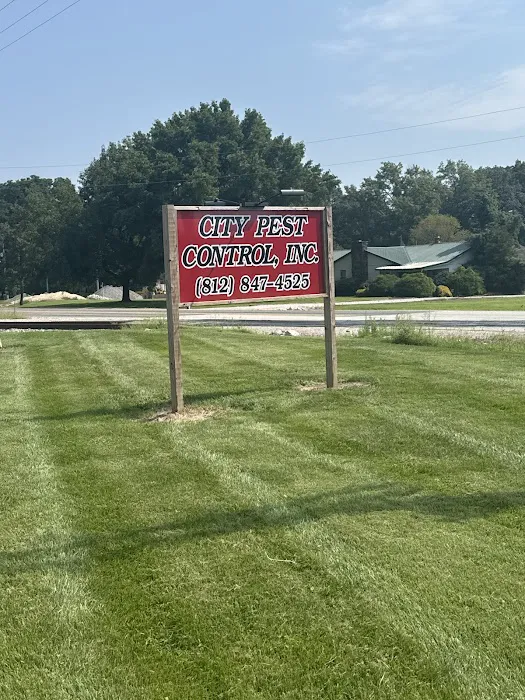 CITY PEST
CONTROL, INC.
(812) 847-4525